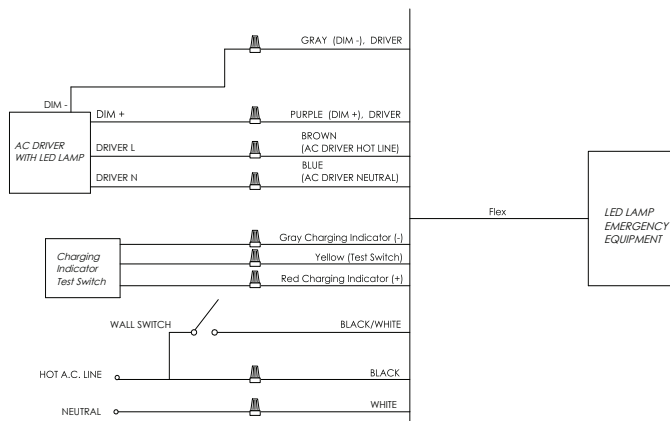 GRAY (DIM -), DRIVER
DIM -
DIM +
PURPLE (DIM +), DRIVER
AC DRIVER
WITH LED LAMP
DRIVER L
BROWN
(AC DRIVER HOT LINE)
DRIVER N
BLUE
(AC DRIVER NEUTRAL)
Flex
LED LAMP
EMERGENCY
EQUIPMENT
Charging
Indicator
Test Switch
Gray Charging Indicator (-)
Yellow (Test Switch)
Red Charging Indicator (+)
WALL SWITCH
BLACK/WHITE
HOT A.C. LINE
BLACK
NEUTRAL
WHITE